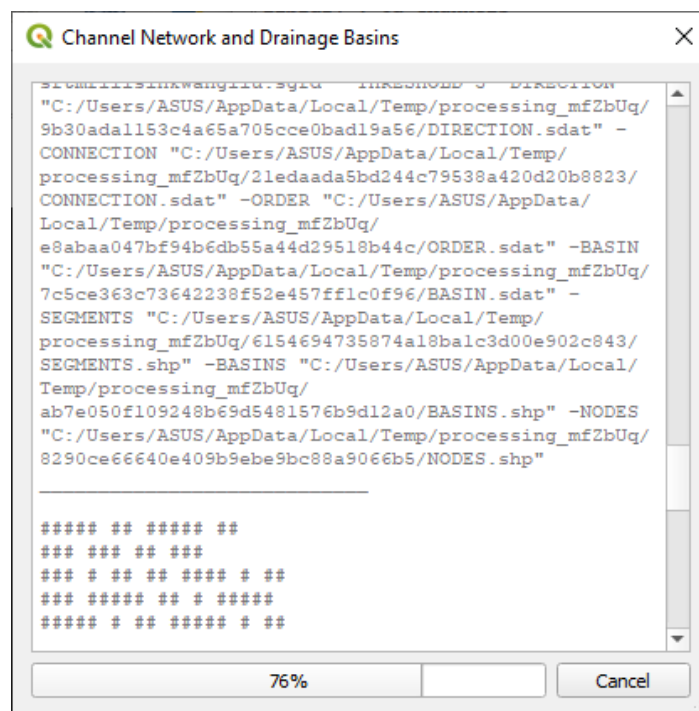 Channel Network and Drainage Basins
"C:/Users/ASUS/AppData/Local/Temp/processing_mfZbUq/
9b30ada1153c4a65a705cce0bad19a56/DIRECTION.sdat" -
CONNECTION "C:/Users/ASUS/AppData/Local/Temp/
processing_mfZbUq/21edaada5bd244c79538a420d20b8823/
CONNECTION.sdat" -ORDER "C:/Users/ASUS/AppData/
Local/Temp/processing_mfZbUq/
e8abaa047bf94b6db55a44d29518b44c/ORDER.sdat" -BASIN
"C:/Users/ASUS/AppData/Local/Temp/processing_mfZbUq/
7c5ce363c73642238f52e457ff1c0f96/BASIN.sdat" -
SEGMENTS "C:/Users/ASUS/AppData/Local/Temp/
processing_mfZbUq/6154694735874a18ba1c3d00e902c843/
SEGMENTS.shp" -BASINS "C:/Users/ASUS/AppData/Local/
Temp/processing_mfZbUq/
ab7e050f109248b69d5481576b9d12a0/BASINS.shp" -NODES
"C:/Users/ASUS/AppData/Local/Temp/processing_mfZbUq/
8290ce66640e409b9ebe9bc88a9066b5/NODES.shp"
____________________________
##### ## ##### ##
### ### ## ###
### # ## ## #### # ##
### ##### ## # #####
##### # ## ##### # ##
76%
Cancel